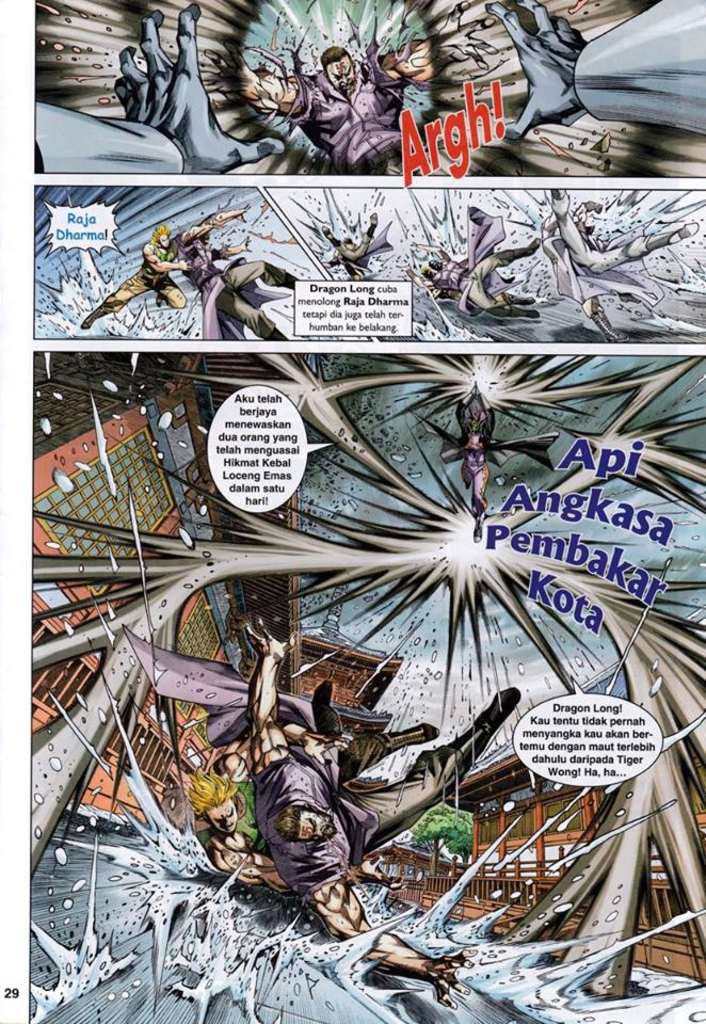 Argh!
Raja
Dharma!
Dragon Long cuba
menolong Raja Dharma
tetapi dia juga telah ter-
humban ke belakang.
Aku telah
berjaya
menewaskan
dua orang yang
telah menguasai
Hikmat Kebal
Loceng Emas
dalam satu
hari!
Api
Angkasa
Pembakar
Kota
Dragon Long!
Kau tentu tidak pernah
menyangka kau akan ber-
temu dengan maut terlebih
dahulu daripada Tiger
Wong! Ha, ha...
29